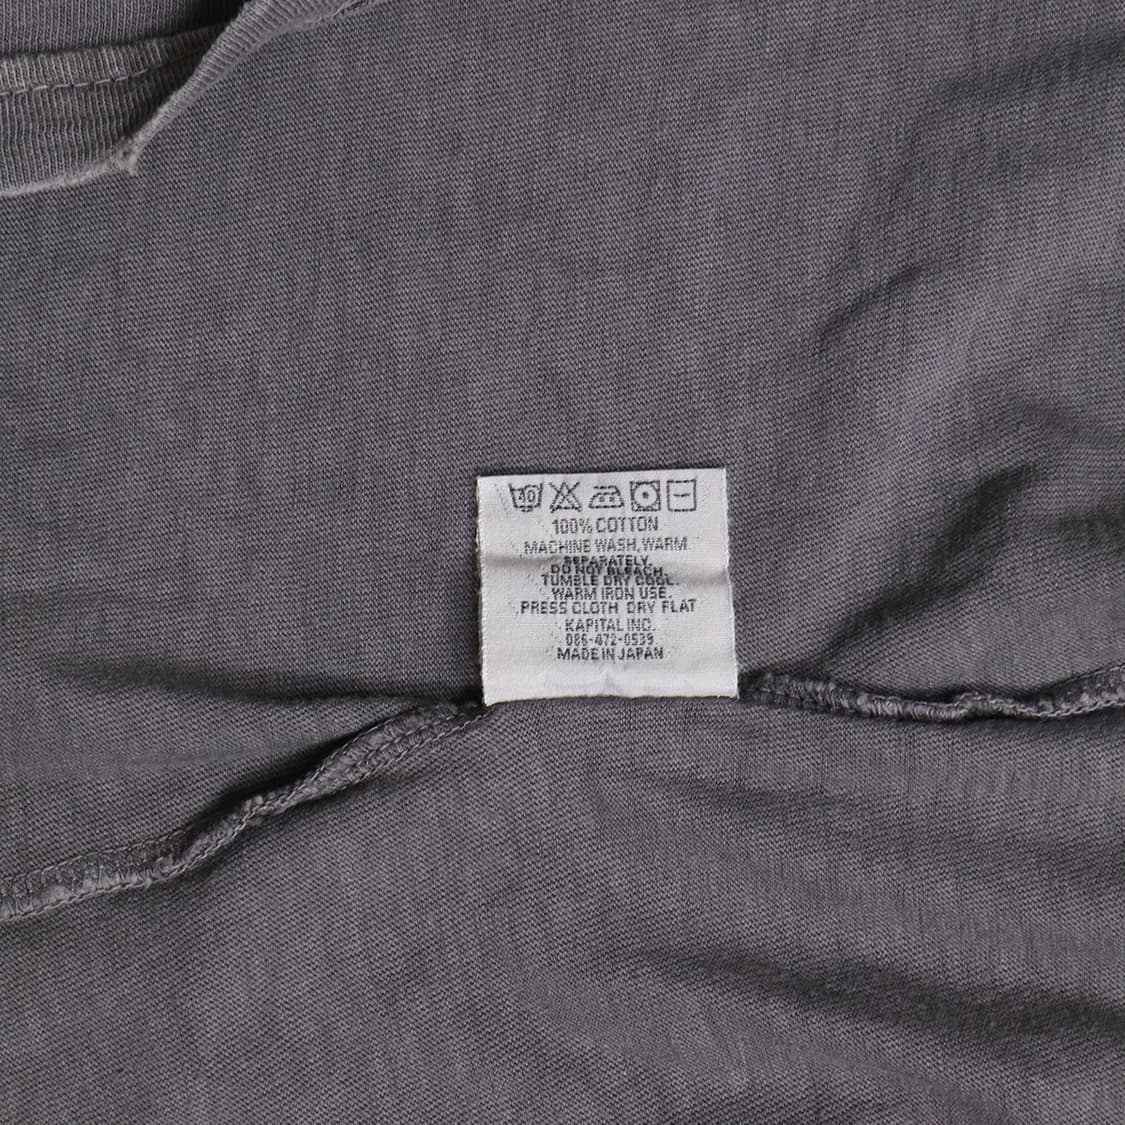 40
100% COTTON
MACHINE WASH, WARM
SEPARATELY.
DO NOT BLEACH.
TUMBLE DRY COOL.
WARM IRON USE.
PRESS CLOTH DRY FLAT
KAPITAL INC.
086-472-0539
MADE IN JAPAN